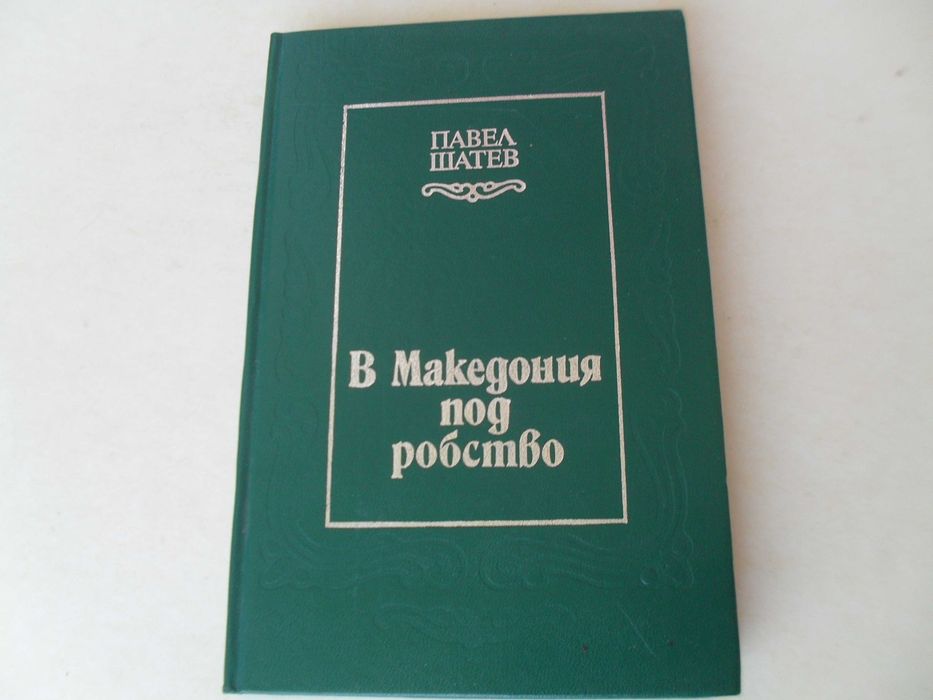 ПАВЕЛ
ШАТЕВ
В Македония
под
робство